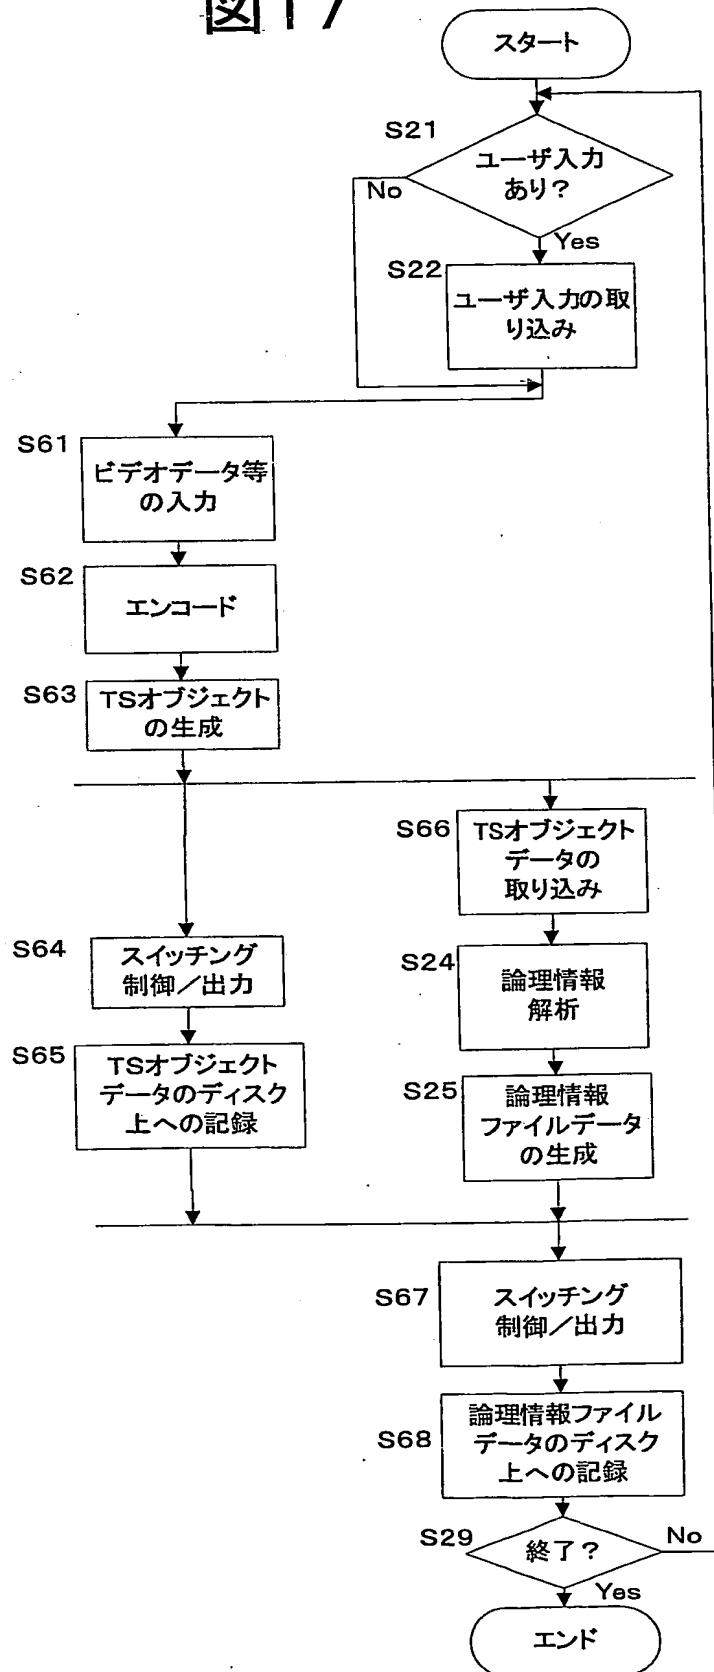 図17
スタート
S21
ユーザ入力
あり?
No
Yes
S22
ユーザ入力の取
り込み
S61
ビデオデータ等
の入力
S62
エンコード
S63
TSオブジェクト
の生成
S64
スイッチング
制御／出力
S65
TSオブジェクト
データのディスク
上への記録
S66
TSオブジェクト
データの
取り込み
S24
論理情報
解析
S25
論理情報
ファイルデータ
の生成
S67
スイッチング
制御／出力
S68
論理情報ファイル
データのディスク
上への記録
S29
終了?
No
Yes
エンド